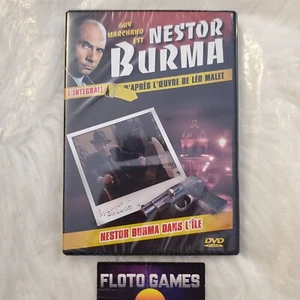 GUY
MARCHAND
EST
NESTOR
BURMA
L'INTÉGRALE
D'APRÈS L'ŒUVRE DE LÉO MALET
NESTOR BURMA DANS L'ÎLE
DVD
FLOTO GAMES